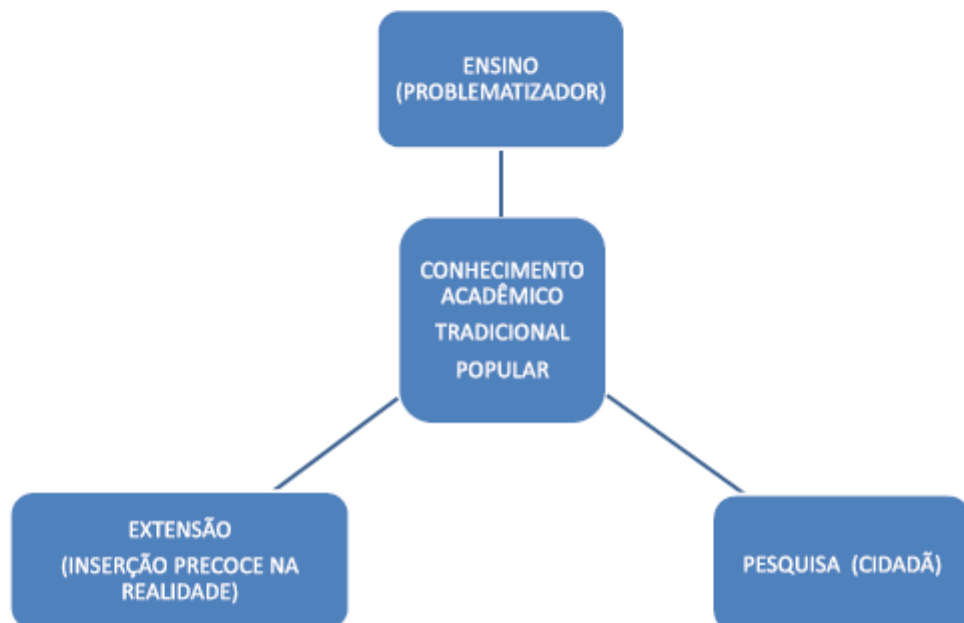 ENSINO
(PROBLEMATIZADOR)
CONHECIMENTO
ACADÊMICO
TRADICIONAL
POPULAR
EXTENSÃO
(INSERÇÃO PRECOCE NA
REALIDADE)
PESQUISA (CIDADÃ)